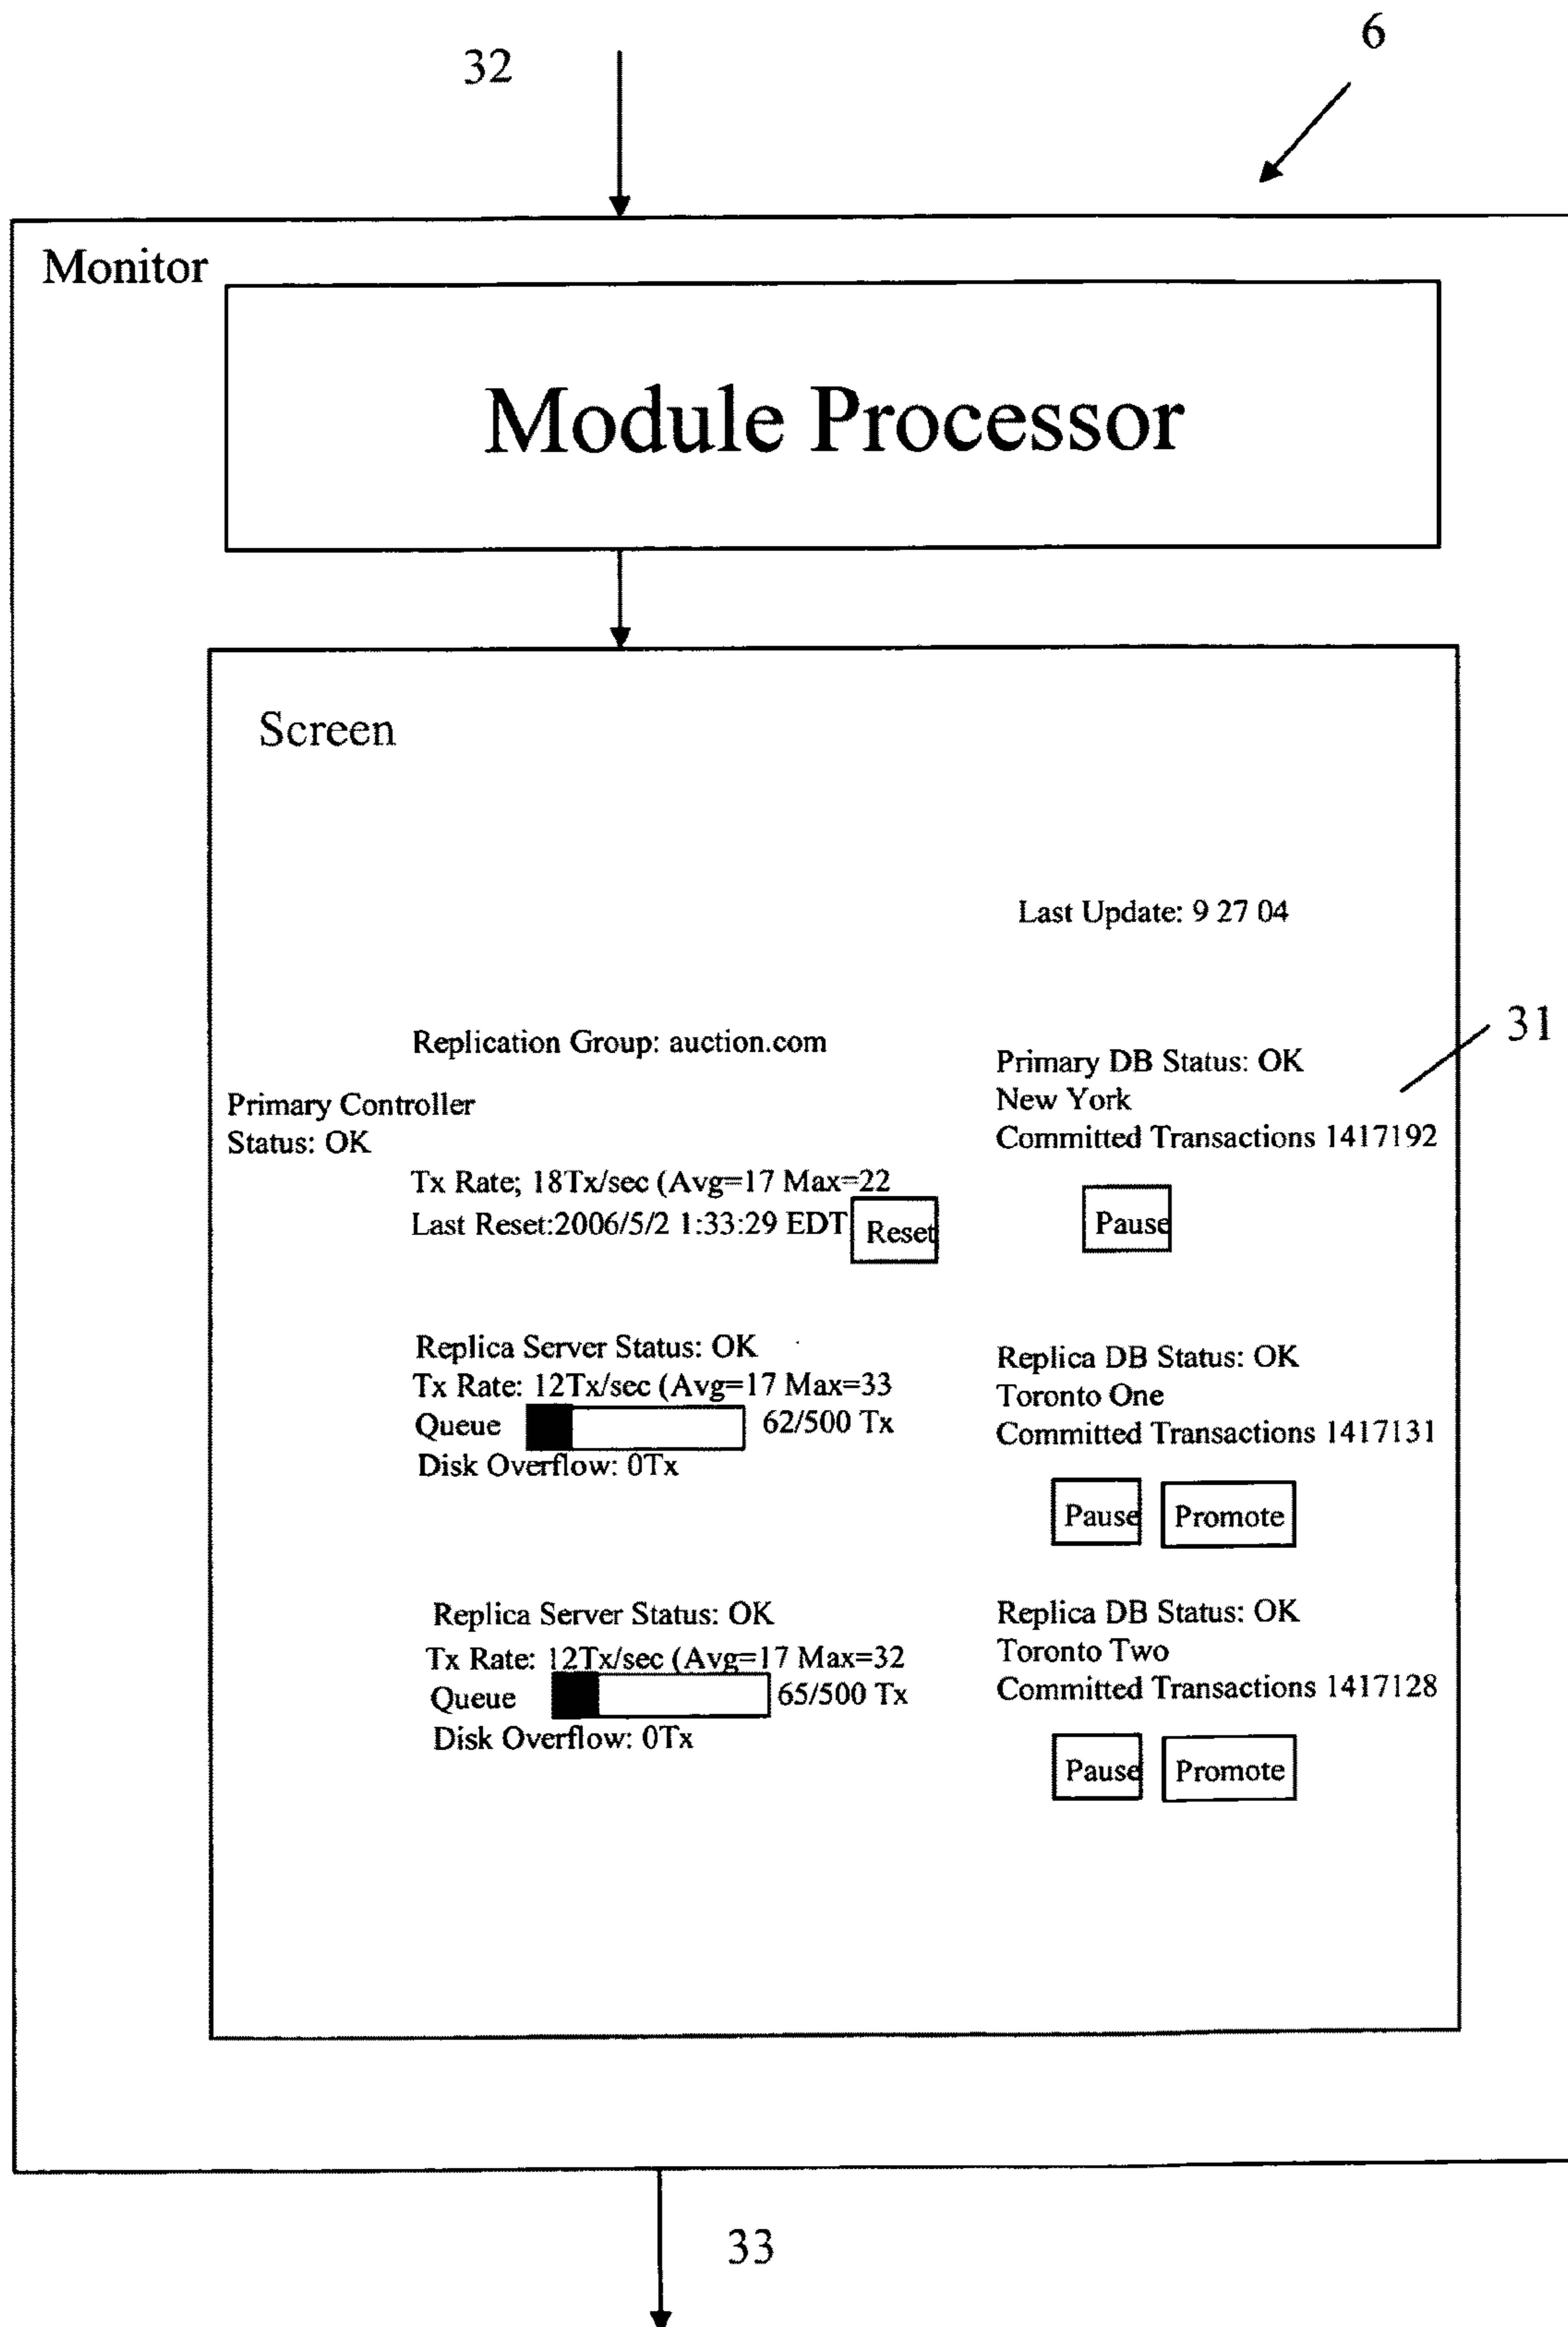 32
6
Monitor
Module Processor
Screen
Last Update: 9 27 04
31
Replication Group: auction.com
Primary Controller
Status: OK
Primary DB Status: OK
New York
Committed Transactions 1417192
Tx Rate; 18Tx/sec (Avg=17 Max=22
Last Reset:2006/5/2 1:33:29 EDT
Reset
Pause
Replica Server Status: OK
Tx Rate: 12Tx/sec (Avg=17 Max=33
Queue 62/500 Tx
Disk Overflow: 0Tx
Replica DB Status: OK
Toronto One
Committed Transactions 1417131
Pause
Promote
Replica Server Status: OK
Tx Rate: 12Tx/sec (Avg=17 Max=32
Queue 65/500 Tx
Disk Overflow: 0Tx
Replica DB Status: OK
Toronto Two
Committed Transactions 1417128
Pause
Promote
33